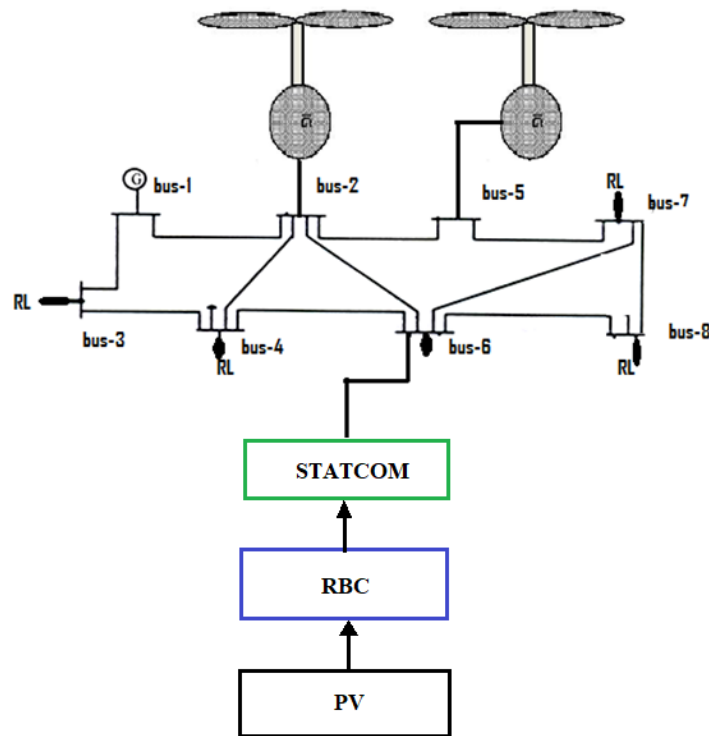 G
G
G
bus-1
bus-2
bus-5
RL
bus-7
RL
bus-3
bus-4
RL
bus-6
bus-8
RL
STATCOM
RBC
PV